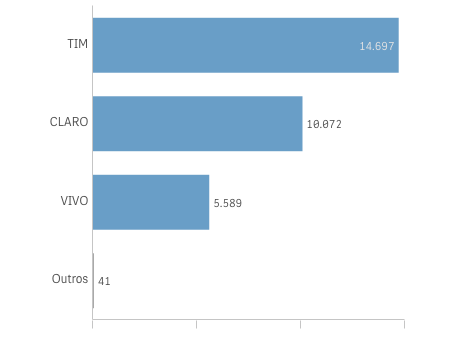 TIM
14.697
CLARO
10.072
VIVO
5.589
Outros
41